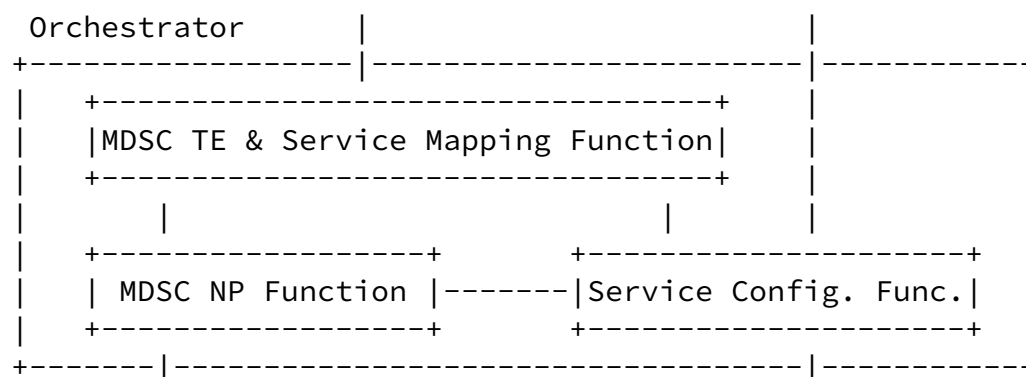 Orchestrator
MDSC TE & Service Mapping Function
MDSC NP Function
Service Config. Func.